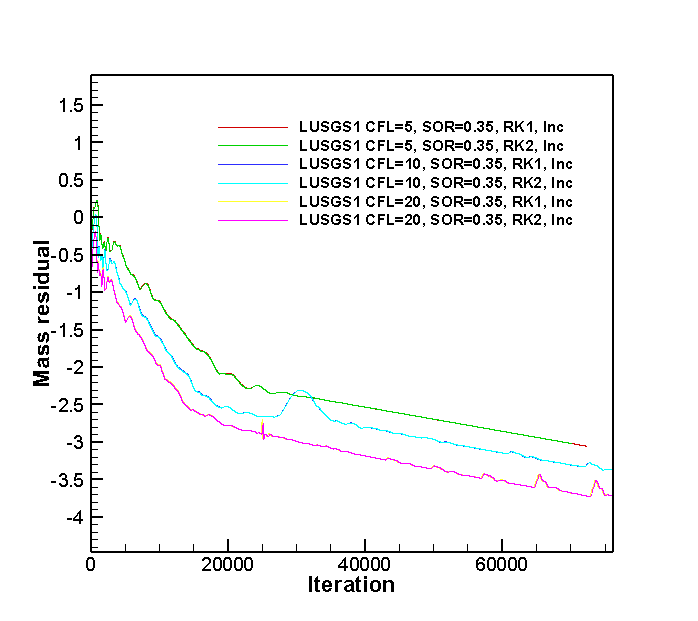 1.5
1
0.5
0
-0.5
-1
-1.5
-2
-2.5
-3
-3.5
-4
Mass residual
LUSGS1 CFL=5, SOR=0.35, RK1, Inc
LUSGS1 CFL=5, SOR=0.35, RK2, Inc
LUSGS1 CFL=10, SOR=0.35, RK1, Inc
LUSGS1 CFL=10, SOR=0.35, RK2, Inc
LUSGS1 CFL=20, SOR=0.35, RK1, Inc
LUSGS1 CFL=20, SOR=0.35, RK2, Inc
0 20000 40000 60000
Iteration